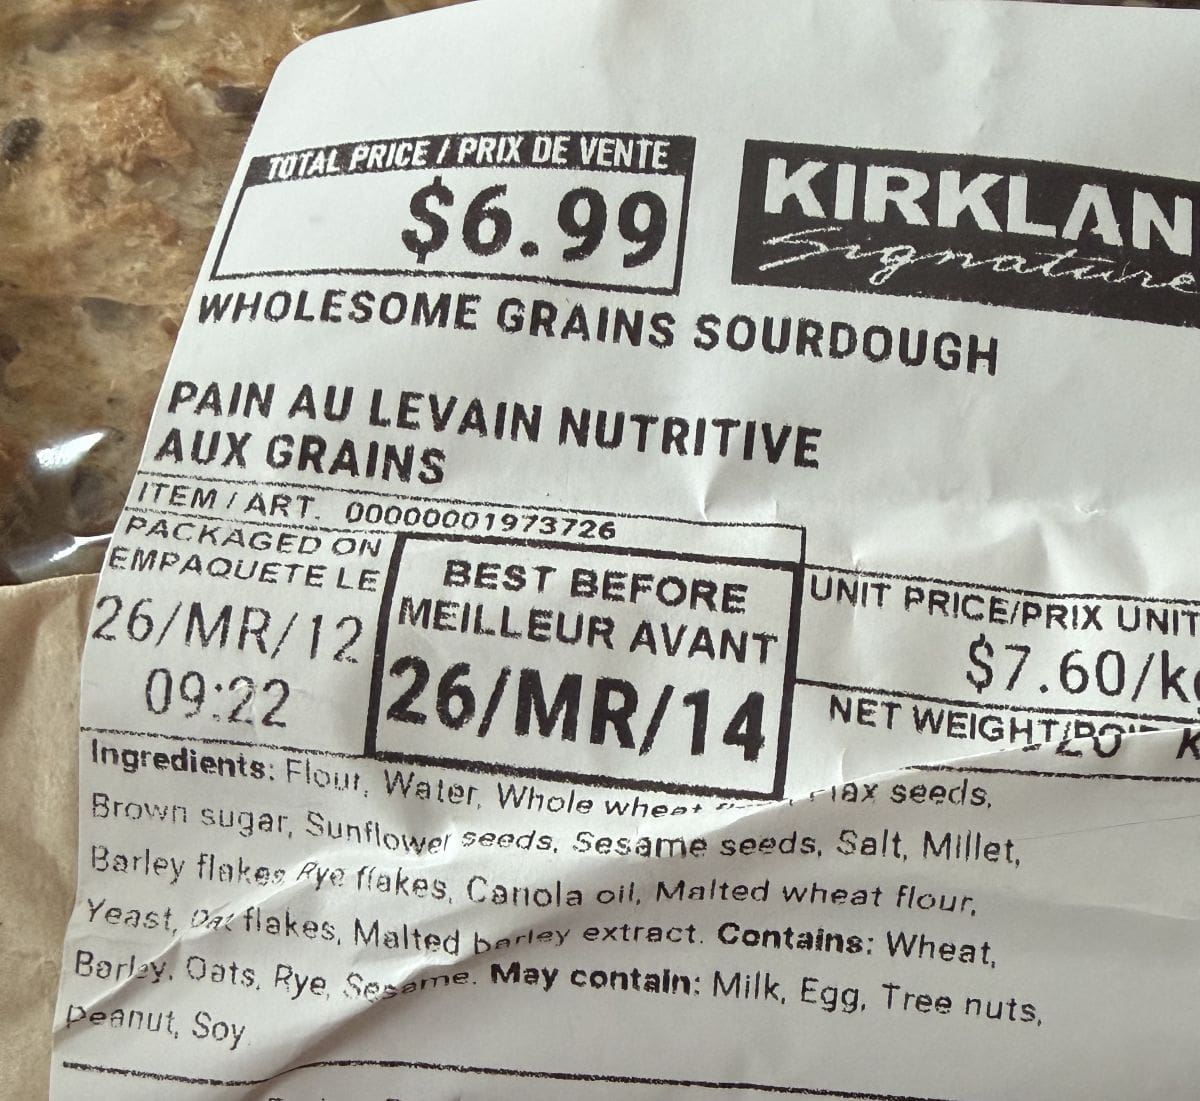 TOTAL PRICE / PRIX DE VENTE
$6.99
KIRKLAN
Signature
WHOLESOME GRAINS SOURDOUGH
PAIN AU LEVAIN NUTRITIVE
AUX GRAINS
ITEM / ART. 00000001973726
PACKAGED ON
EMPAQUETE LE
26/MR/12
09:22
BEST BEFORE
MEILLEUR AVANT
26/MR/14
UNIT PRICE/PRIX UNIT
$7.60/k
NET WEIGHT
Ingredients: Flour, Water, Whole wheat seeds,
Brown sugar, Sunflower seeds, Sesame seeds, Salt, Millet,
Barley flakes Rye flakes, Canola oil, Malted wheat flour,
Yeast, Oat flakes, Malted barley extract. Contains: Wheat,
Barley, Oats, Rye, Sesame. May contain: Milk, Egg, Tree nuts,
Peanut, Soy